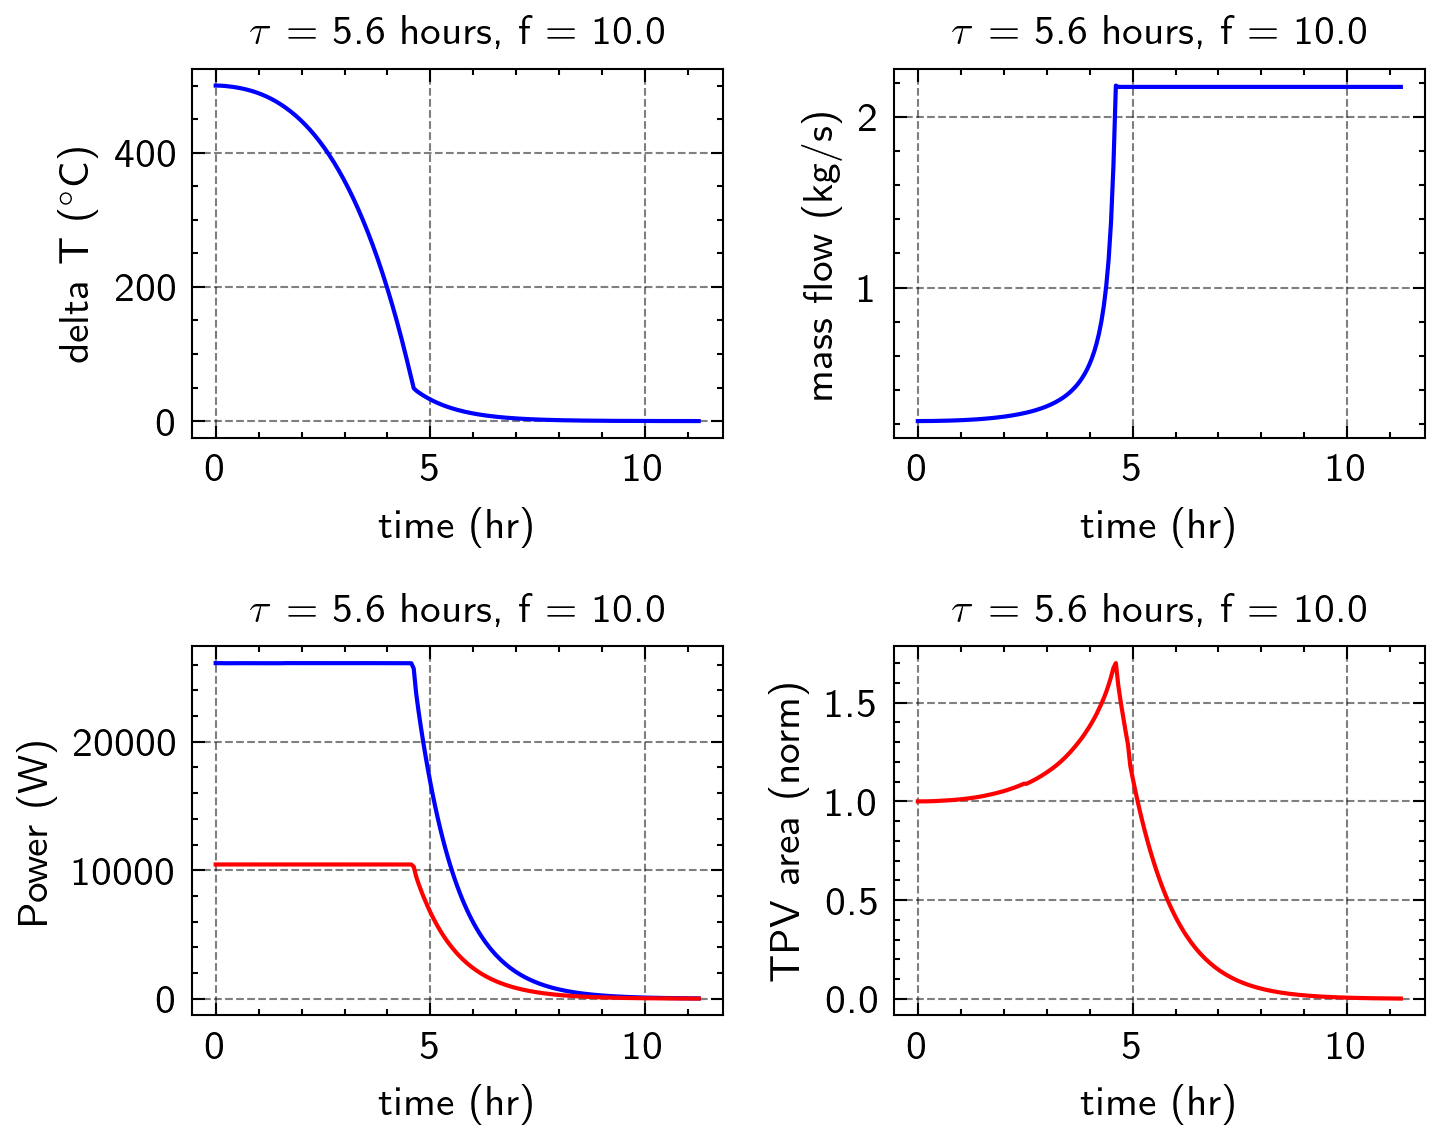 τ = 5.6 hours, f = 10.0
delta T (°C)
400
200
0
0 5 10
time (hr)
τ = 5.6 hours, f = 10.0
mass flow (kg/s)
2
1
0 5 10
time (hr)
τ = 5.6 hours, f = 10.0
Power (W)
20000
10000
0
0 5 10
time (hr)
τ = 5.6 hours, f = 10.0
TPV area (norm)
1.5
1.0
0.5
0.0
0 5 10
time (hr)